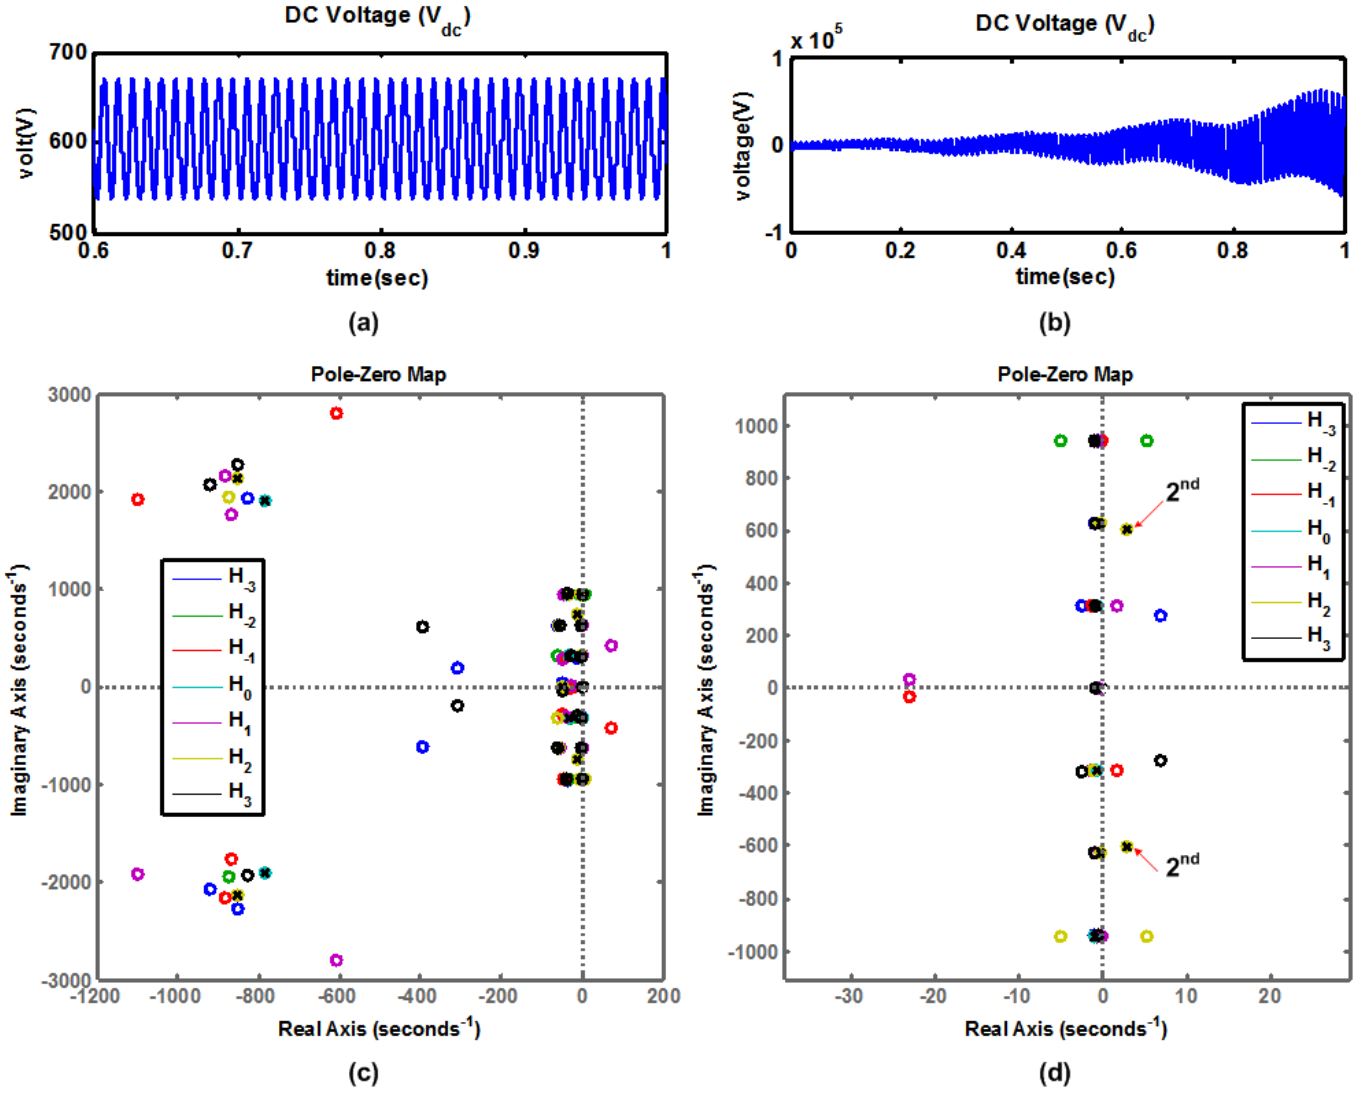 DC Voltage (Vdc)
700
600
500
volt(V)
0.6 0.7 0.8 0.9 1
time(sec)
(a)
DC Voltage (Vdc)
x 10^5
1
0
-1
voltage(V)
0 0.2 0.4 0.6 0.8 1
time(sec)
(b)
Pole-Zero Map
3000
2000
1000
0
-1000
-2000
-3000
Imaginary Axis (seconds^-1)
H-3
H-2
H-1
H0
H1
H2
H3
-1200 -1000 -800 -600 -400 -200 0 200
Real Axis (seconds^-1)
(c)
Pole-Zero Map
1000
800
600
400
200
0
-200
-400
-600
-800
-1000
Imaginary Axis (seconds^-1)
H-3
H-2
H-1
H0
H1
H2
H3
2nd
2nd
-30 -20 -10 0 10 20
Real Axis (seconds^-1)
(d)